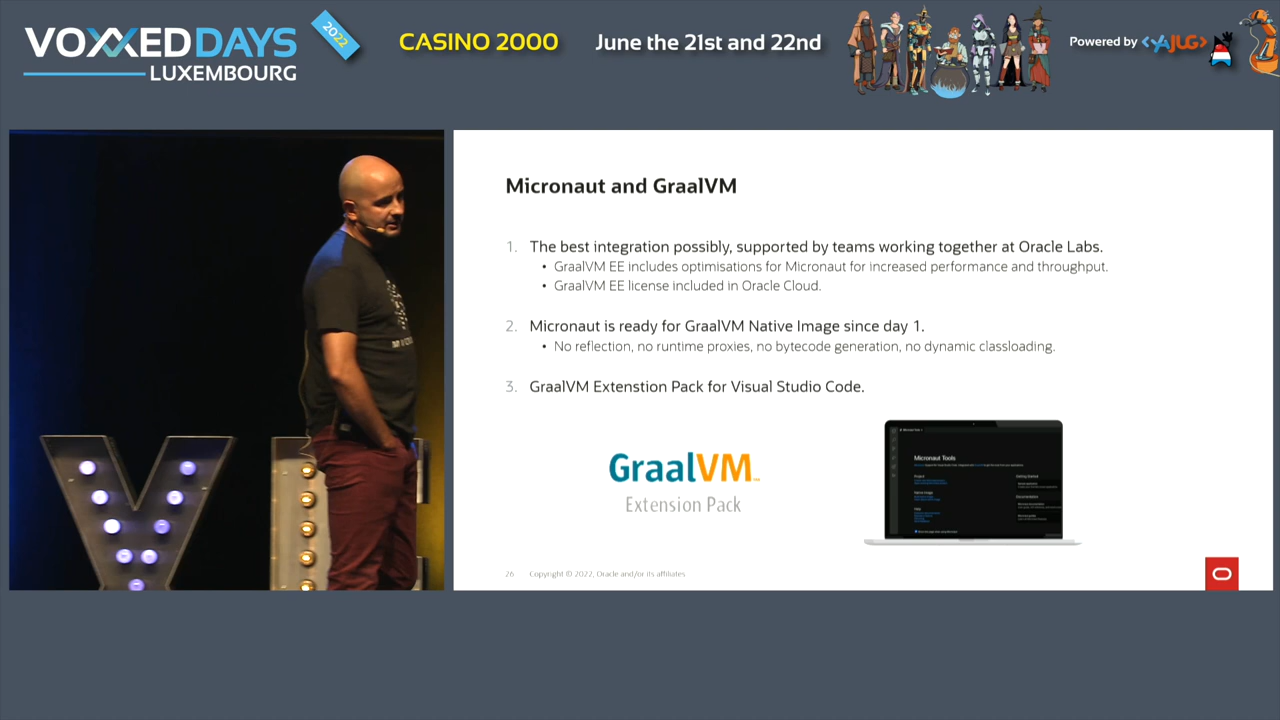 VOXXEDDAYS
LUXEMBOURG
2022
CASINO 2000
June the 21st and 22nd
Powered by <YAJUG>
Micronaut and GraalVM
1. The best integration possibly, supported by teams working together at Oracle Labs.
• GraalVM EE includes optimisations for Micronaut for increased performance and throughput.
• GraalVM EE license included in Oracle Cloud.
2. Micronaut is ready for GraalVM Native Image since day 1.
• No reflection, no runtime proxies, no bytecode generation, no dynamic classloading.
3. GraalVM Extenstion Pack for Visual Studio Code.
GraalVM
Extension Pack
Micronaut Tools
26 Copyright © 2022, Oracle and/or its affiliates